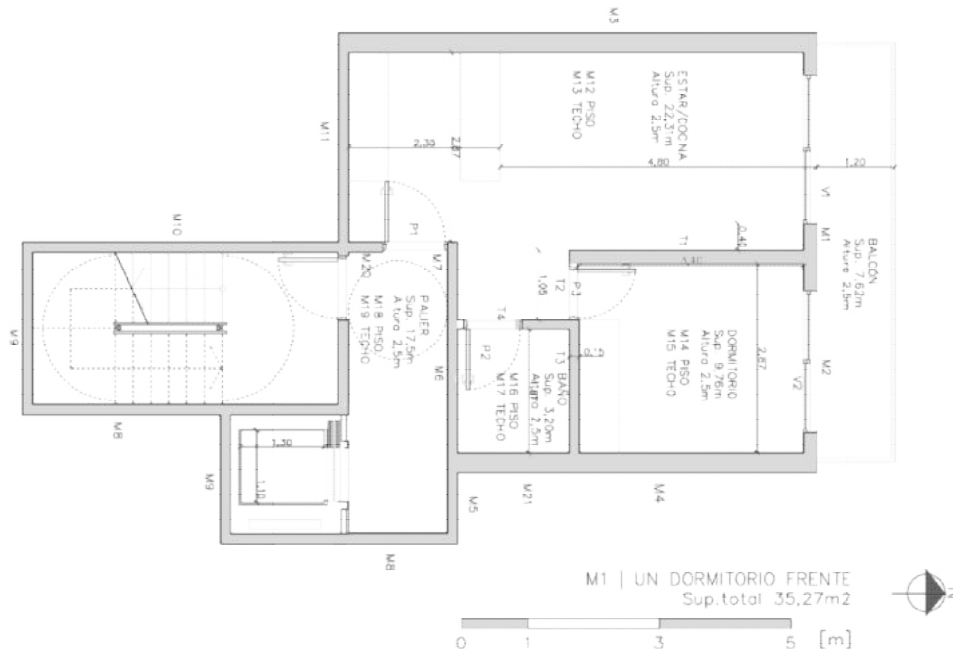 M3
ESTAR/COCINA
Sup. 22,31m
Altura 2.5m
M12 PISO
M13 TECHO
M11
2,30
2,87
4,80
1,20
V1
M1
BALCON
Sup. 7.62m
Altura 2,5m
M10
P1
M20
M7
T1
0.40
3,40
1,05
T2
P3
PALIER
Sup. 17,5m
Altura 2,5m
M18 PISO
M19 TECHO
T4
M9
P2
M6
T3
BAÑO
Sup. 3,20m
Altura 2,5m
M16 PISO
M17 TECHO
DORMITORIO
Sup. 9.76m
Altura 2.5m
M14 PISO
M15 TECHO
2,87
V2
M2
M8
1,30
1,10
M9
M5
M21
M4
M8
M1 | UN DORMITORIO FRENTE
Sup.total 35,27m2
N
0 1 3 5 [m]